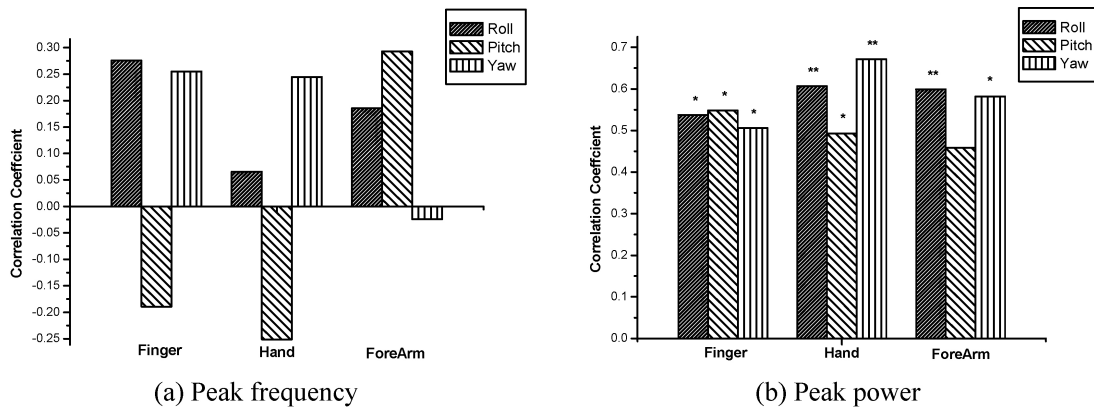 Roll
Pitch
Yaw
0.30
0.25
0.20
0.15
0.10
0.05
0.00
-0.05
-0.10
-0.15
-0.20
-0.25
Correlation Coeffcient
Finger Hand ForeArm
(a) Peak frequency
Roll
Pitch
Yaw
0.7
0.6
0.5
0.4
0.3
0.2
0.1
0.0
Correlation Coeffcient
* * * ** * ** ** *
Finger Hand ForeArm
(b) Peak power